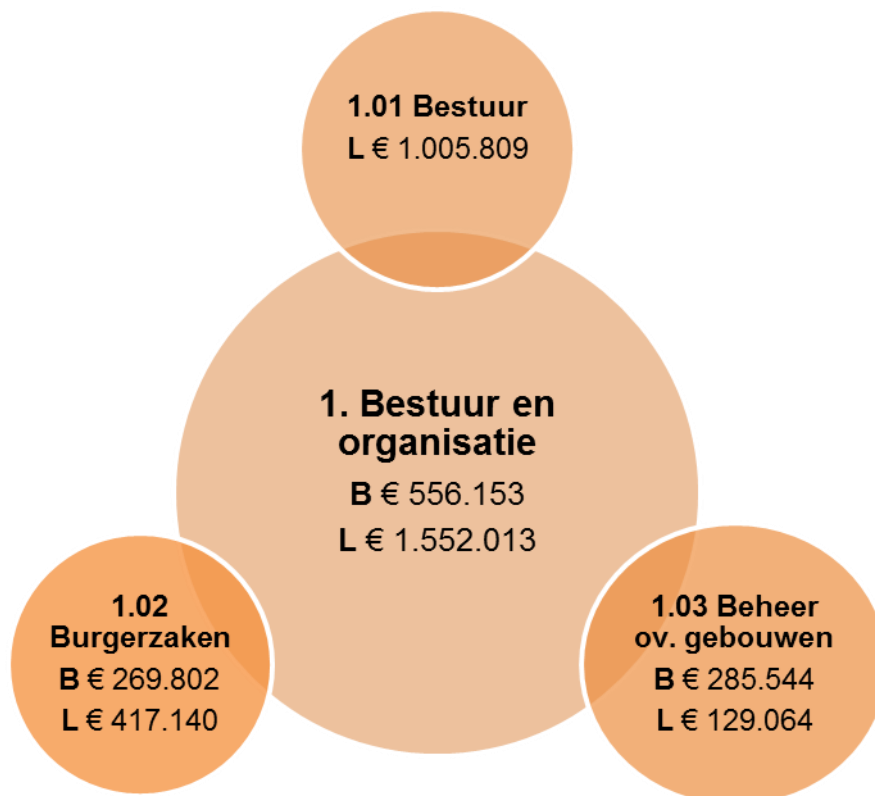 1.01 Bestuur
L € 1.005.809
1. Bestuur en
organisatie
B € 556.153
L € 1.552.013
1.02
Burgerzaken
B € 269.802
L € 417.140
1.03 Beheer
ov. gebouwen
B € 285.544
L € 129.064